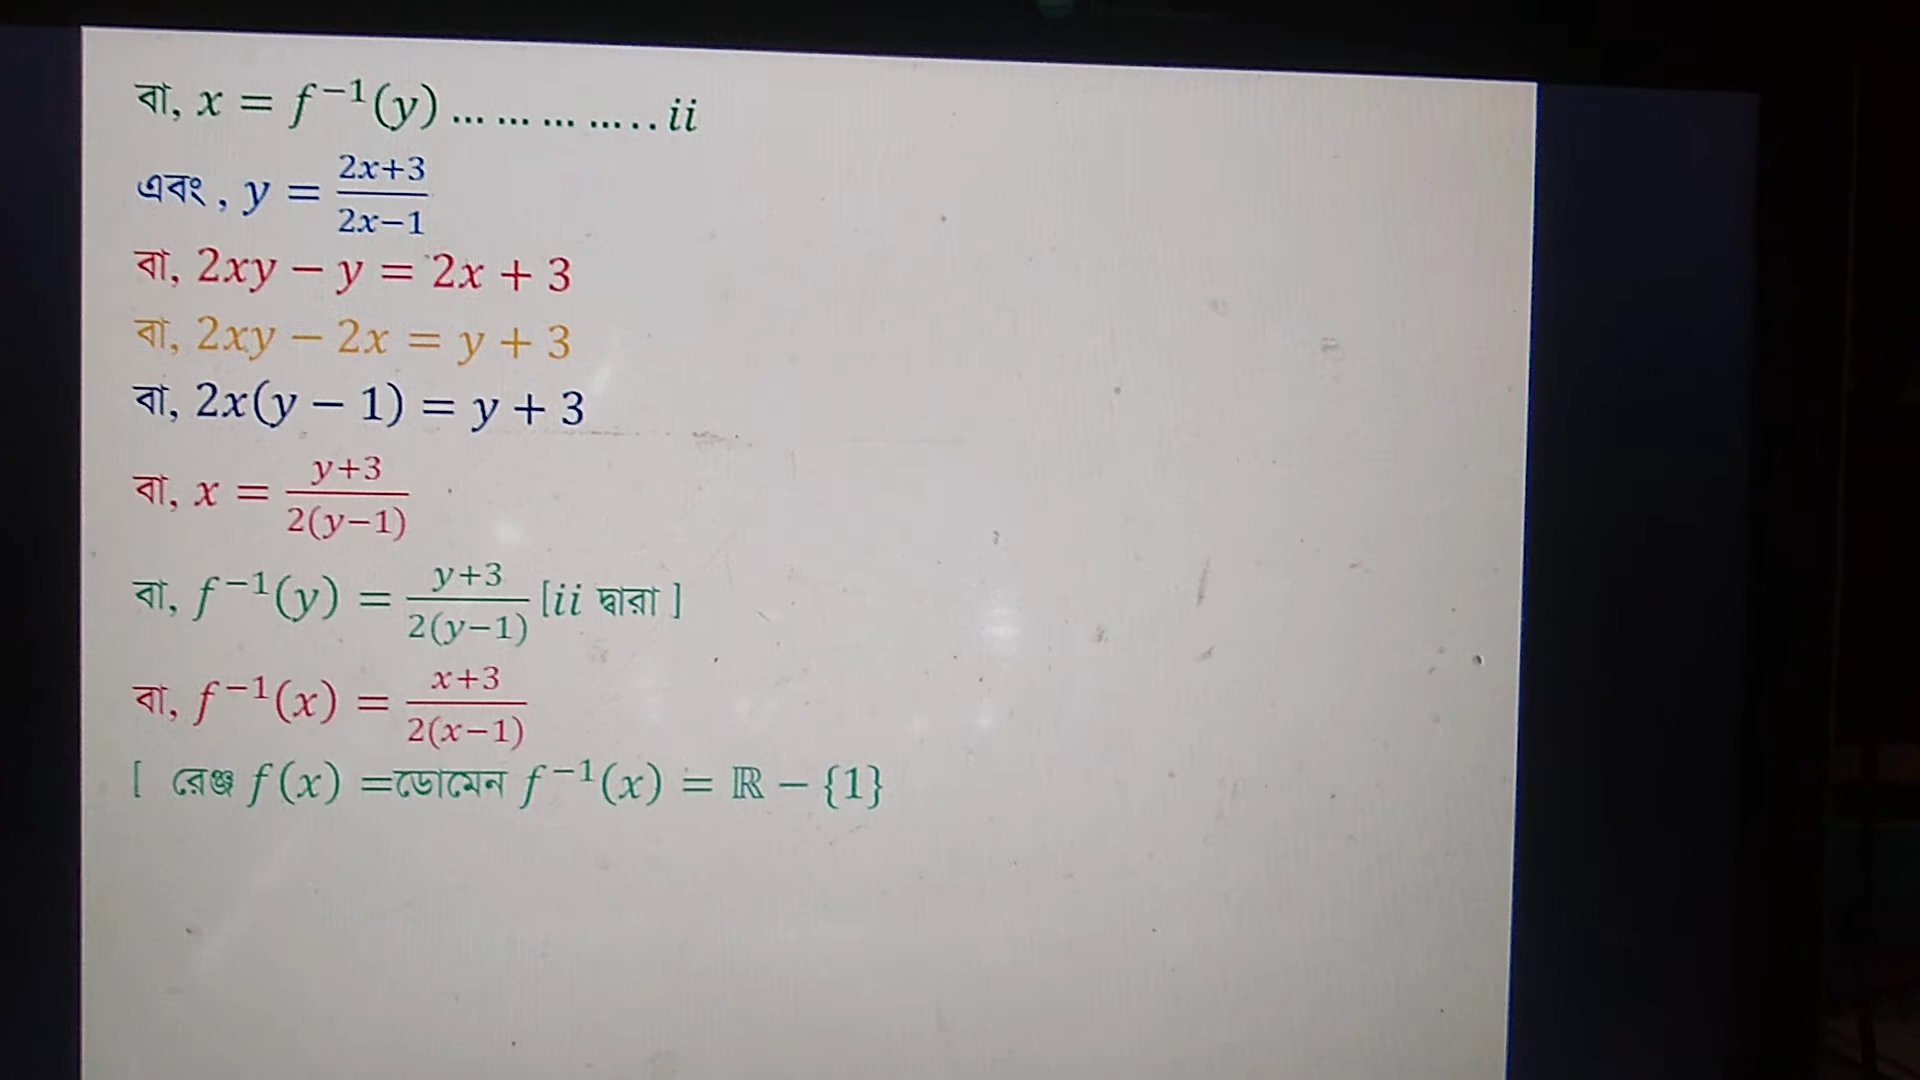 বা, x = f⁻¹(y) … … … … . . ii
এবং , y = (2x+3)/(2x−1)
বা, 2xy − y = 2x + 3
বা, 2xy − 2x = y + 3
বা, 2x(y − 1) = y + 3
বা, x = (y+3)/(2(y−1))
বা, f⁻¹(y) = (y+3)/(2(y−1)) [ii দ্বারা ]
বা, f⁻¹(x) = (x+3)/(2(x−1))
[ রেঞ্জ f(x) =ডোমেন f⁻¹(x) = ℝ − {1}